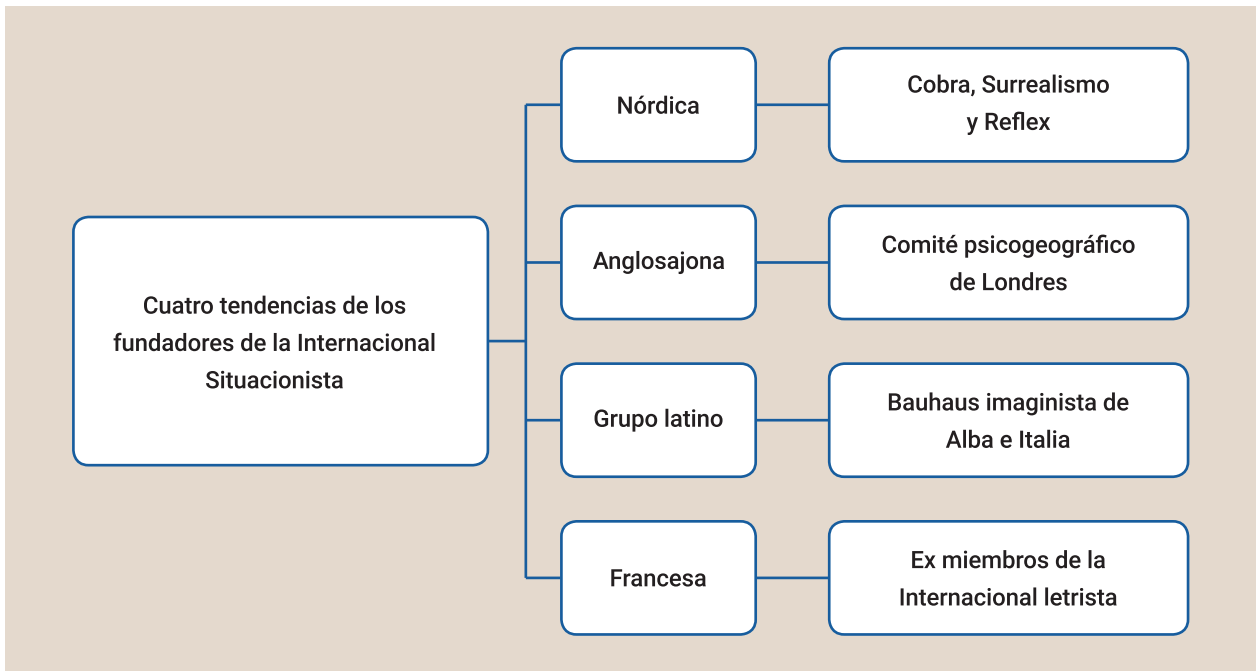 Cuatro tendencias de los
fundadores de la Internacional
Situacionista
Nórdica
Cobra, Surrealismo
y Reflex
Anglosajona
Comité psicogeográfico
de Londres
Grupo latino
Bauhaus imaginista de
Alba e Italia
Francesa
Ex miembros de la
Internacional letrista